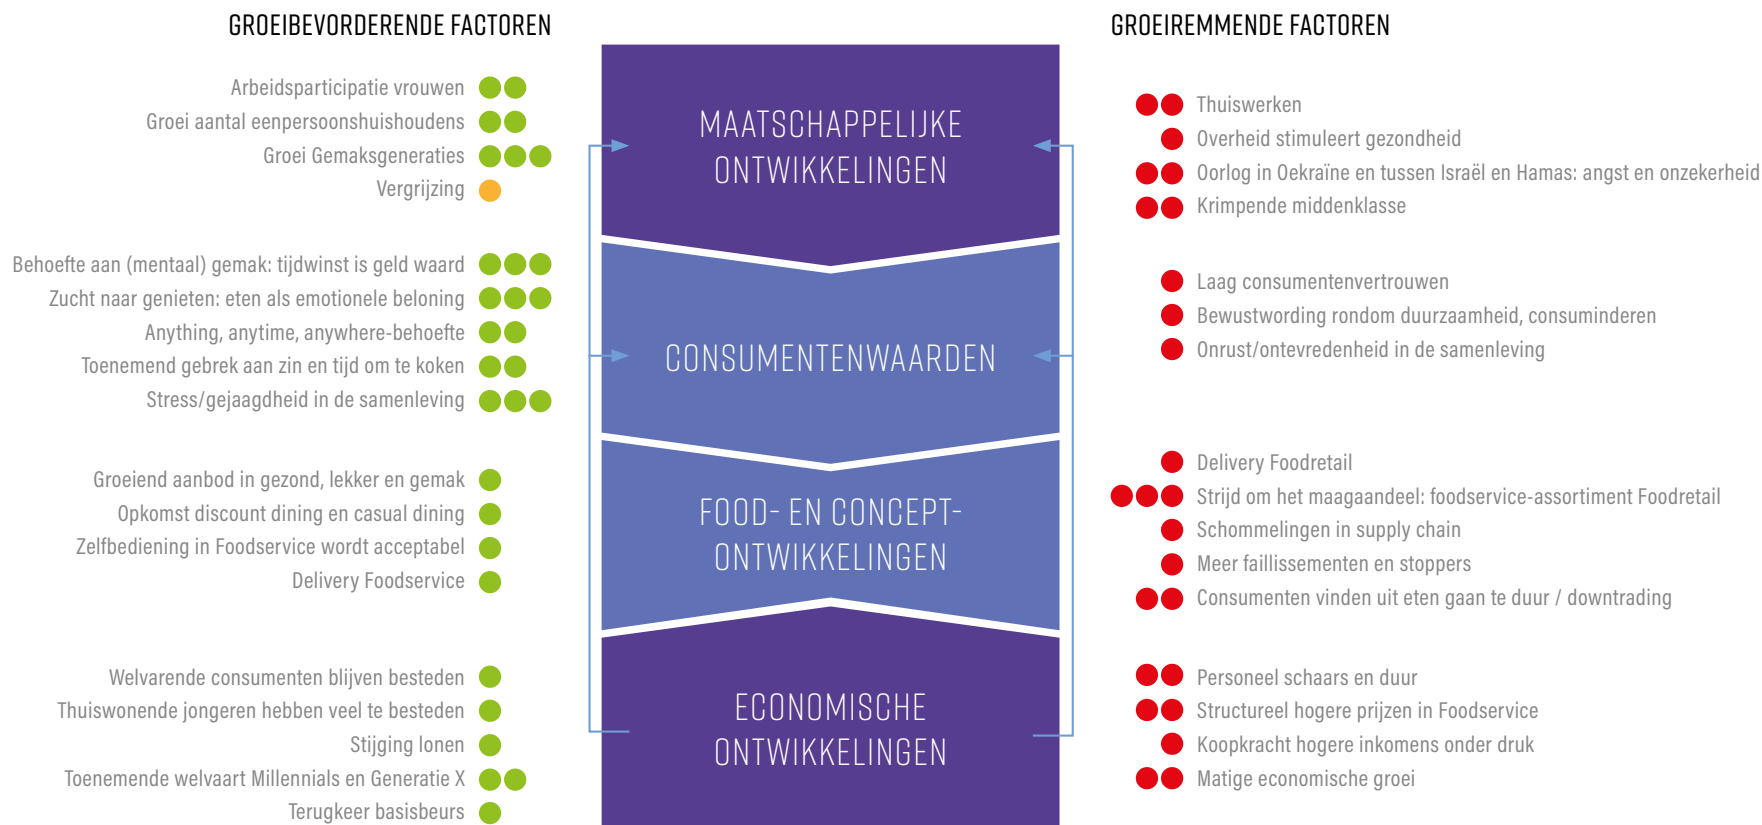 GROEIBEVORDERENDE FACTOREN
Arbeidsparticipatie vrouwen
Groei aantal eenpersoonshuishoudens
Groei Gemaksgeneraties
Vergrijzing
Behoefte aan (mentaal) gemak: tijdwinst is geld waard
Zucht naar genieten: eten als emotionele beloning
Anything, anytime, anywhere-behoefte
Toenemend gebrek aan zin en tijd om te koken
Stress/gejaagdheid in de samenleving
Groeiend aanbod in gezond, lekker en gemak
Opkomst discount dining en casual dining
Zelfbediening in Foodservice wordt acceptabel
Delivery Foodservice
Welvarende consumenten blijven besteden
Thuiswonende jongeren hebben veel te besteden
Stijging lonen
Toenemende welvaart Millennials en Generatie X
Terugkeer basisbeurs
MAATSCHAPPELIJKE
ONTWIKKELINGEN
CONSUMENTENWAARDEN
FOOD- EN CONCEPT-
ONTWIKKELINGEN
ECONOMISCHE
ONTWIKKELINGEN
GROEIREMMENDE FACTOREN
Thuiswerken
Overheid stimuleert gezondheid
Oorlog in Oekraïne en tussen Israël en Hamas: angst en onzekerheid
Krimpende middenklasse
Laag consumentenvertrouwen
Bewustwording rondom duurzaamheid, consuminderen
Onrust/ontevredenheid in de samenleving
Delivery Foodretail
Strijd om het maagaandeel: foodservice-assortiment Foodretail
Schommelingen in supply chain
Meer faillissementen en stoppers
Consumenten vinden uit eten gaan te duur / downtrading
Personeel schaars en duur
Structureel hogere prijzen in Foodservice
Koopkracht hogere inkomens onder druk
Matige economische groei